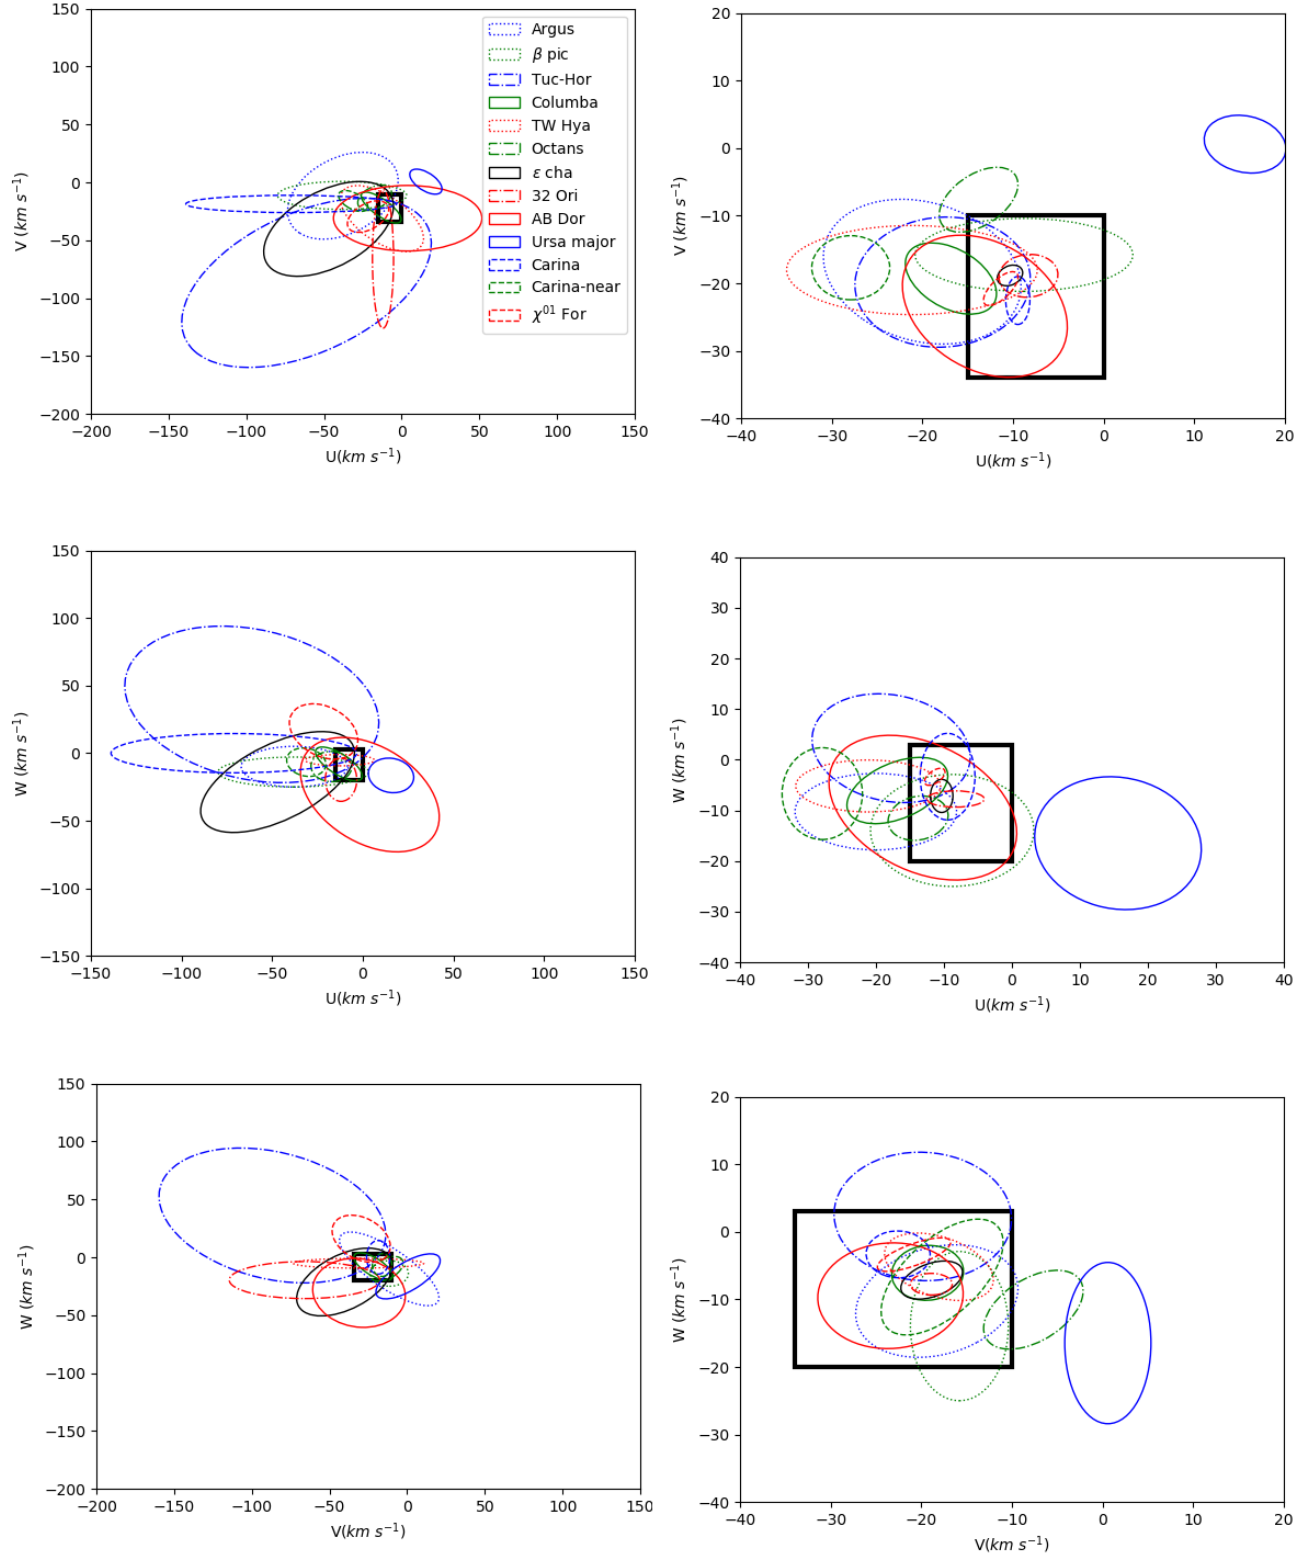 150
100
50
0
−50
−100
−150
−200
V (km s⁻¹)
−200 −150 −100 −50 0 50 100 150
U(km s⁻¹)
Argus
β pic
Tuc-Hor
Columba
TW Hya
Octans
ε cha
32 Ori
AB Dor
Ursa major
Carina
Carina-near
χ⁰¹ For
20
10
0
−10
−20
−30
−40
V (km s⁻¹)
−40 −30 −20 −10 0 10 20
U(km s⁻¹)
150
100
50
0
−50
−100
−150
W (km s⁻¹)
−150 −100 −50 0 50 100 150
U(km s⁻¹)
40
30
20
10
0
−10
−20
−30
−40
W (km s⁻¹)
−40 −30 −20 −10 0 10 20 30 40
U(km s⁻¹)
150
100
50
0
−50
−100
−150
−200
W (km s⁻¹)
−200 −150 −100 −50 0 50 100 150
V(km s⁻¹)
20
10
0
−10
−20
−30
−40
W (km s⁻¹)
−40 −30 −20 −10 0 10 20
V(km s⁻¹)